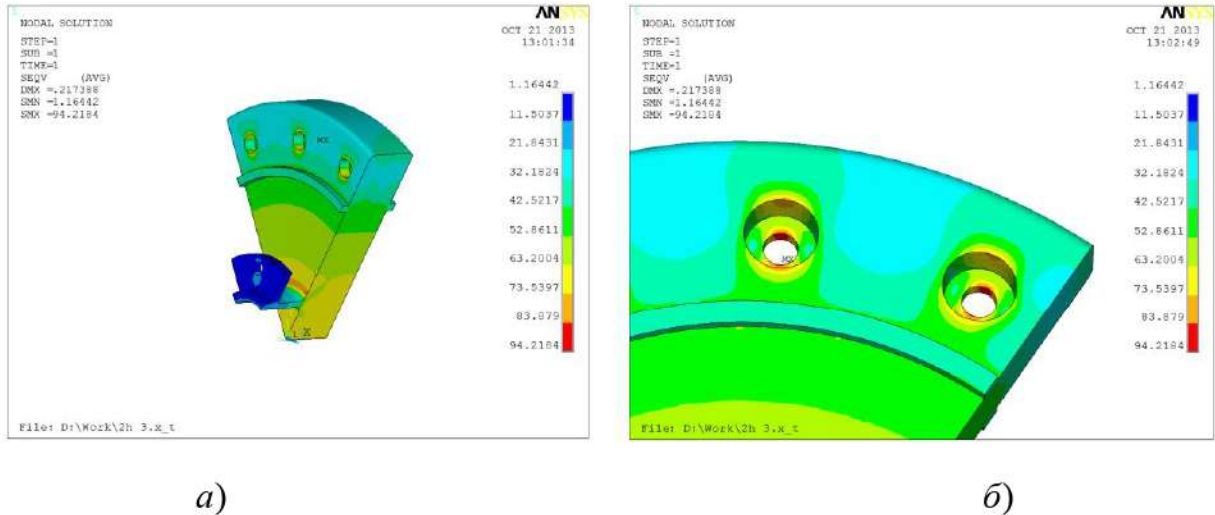 ANSYS
NODAL SOLUTION
OCT 21 2013
13:01:34
STEP=1
SUB =1
TIME=1
SEQV (AVG)
DMX =.217388
SMN =1.16442
SMX =94.2184
1.16442
11.5037
21.8431
32.1824
42.5217
52.8611
63.2004
73.5397
83.879
94.2184
MX
X
File: D:\Work\2h 3.x_t
ANSYS
NODAL SOLUTION
OCT 21 2013
13:02:49
STEP=1
SUB =1
TIME=1
SEQV (AVG)
DMX =.217388
SMN =1.16442
SMX =94.2184
1.16442
11.5037
21.8431
32.1824
42.5217
52.8611
63.2004
73.5397
83.879
94.2184
MX
File: D:\Work\2h 3.x_t
а) б)